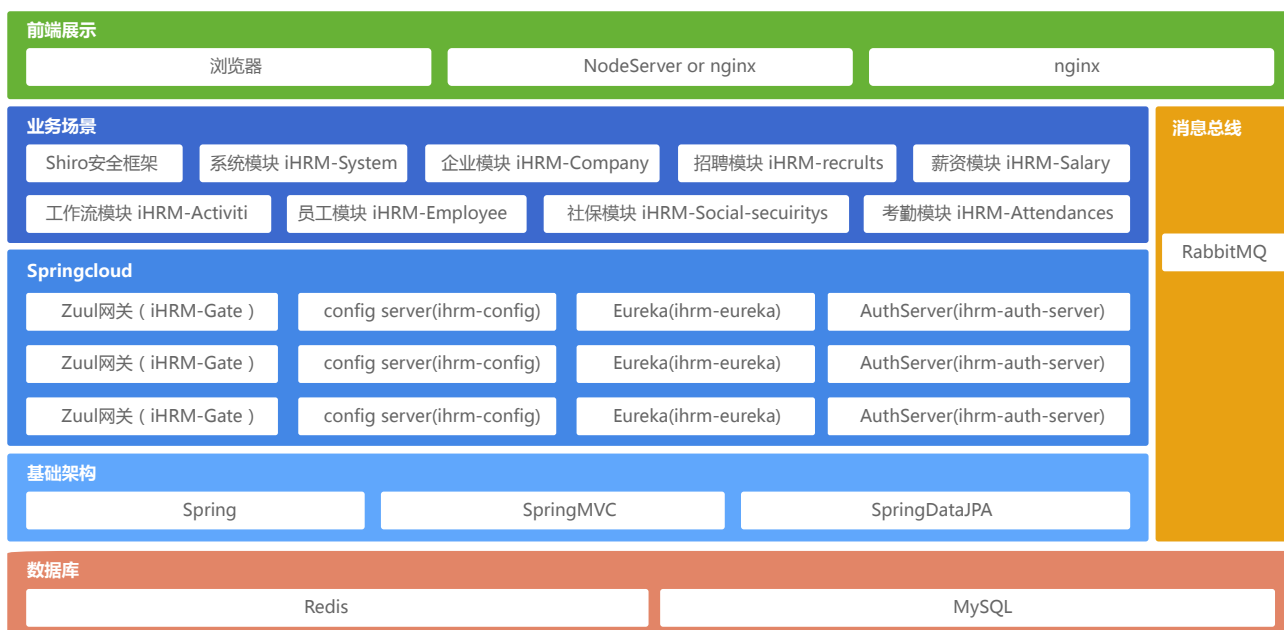 前端展示
浏览器 NodeServer or nginx nginx
业务场景
Shiro安全框架 系统模块 iHRM-System 企业模块 iHRM-Company 招聘模块 iHRM-recrults 薪资模块 iHRM-Salary
工作流模块 iHRM-Activiti 员工模块 iHRM-Employee 社保模块 iHRM-Social-secuiritys 考勤模块 iHRM-Attendances
消息总线
RabbitMQ
Springcloud
Zuul网关（iHRM-Gate） config server(ihrm-config) Eureka(ihrm-eureka) AuthServer(ihrm-auth-server)
Zuul网关（iHRM-Gate） config server(ihrm-config) Eureka(ihrm-eureka) AuthServer(ihrm-auth-server)
Zuul网关（iHRM-Gate） config server(ihrm-config) Eureka(ihrm-eureka) AuthServer(ihrm-auth-server)
基础架构
Spring SpringMVC SpringDataJPA
数据库
Redis MySQL